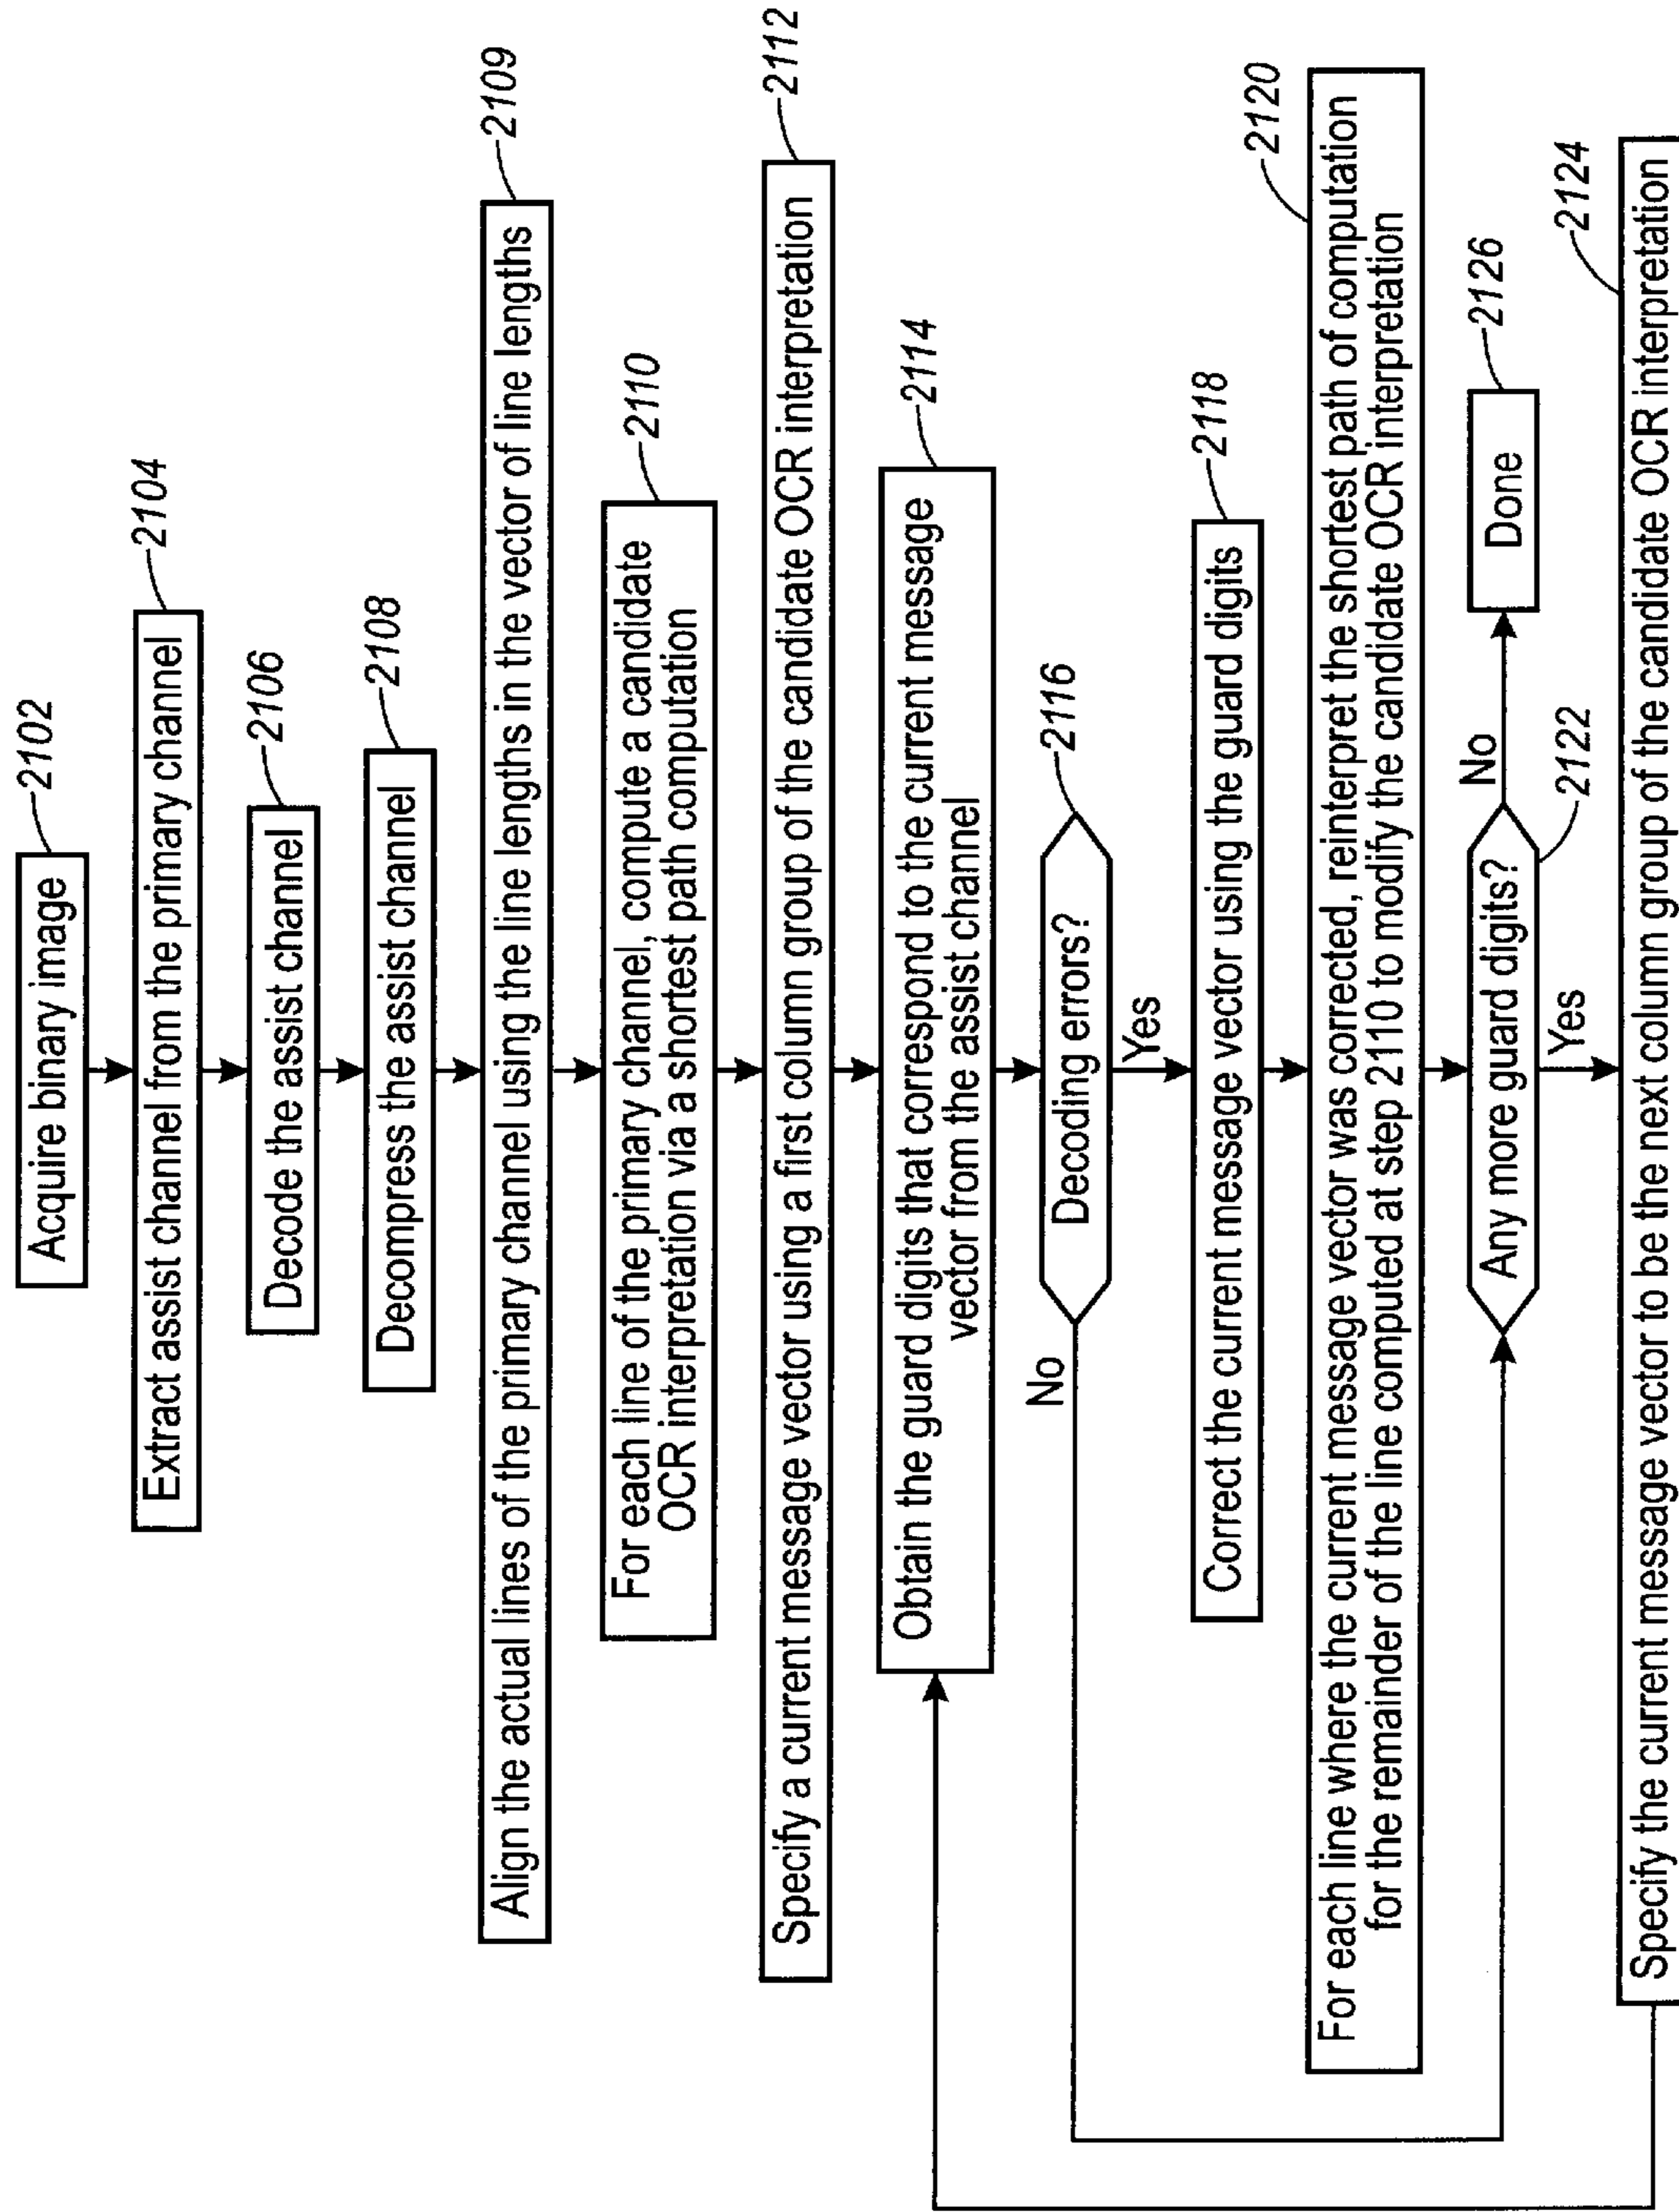 2102
Acquire binary image
2104
Extract assist channel from the primary channel
2106
Decode the assist channel
2108
Decompress the assist channel
2109
Align the actual lines of the primary channel using the line lengths in the vector of line lengths
2110
For each line of the primary channel, compute a candidate
OCR interpretation via a shortest path computation
2112
Specify a current message vector using a first column group of the candidate OCR interpretation
2114
Obtain the guard digits that correspond to the current message
vector from the assist channel
2116
Decoding errors?
No
Yes
2118
Correct the current message vector using the guard digits
2120
For each line where the current message vector was corrected, reinterpret the shortest path of computation
for the remainder of the line computed at step 2110 to modify the candidate OCR interpretation
Any more guard digits?
2122
No
Done
2126
Yes
2124
Specify the current message vector to be the next column group of the candidate OCR interpretation